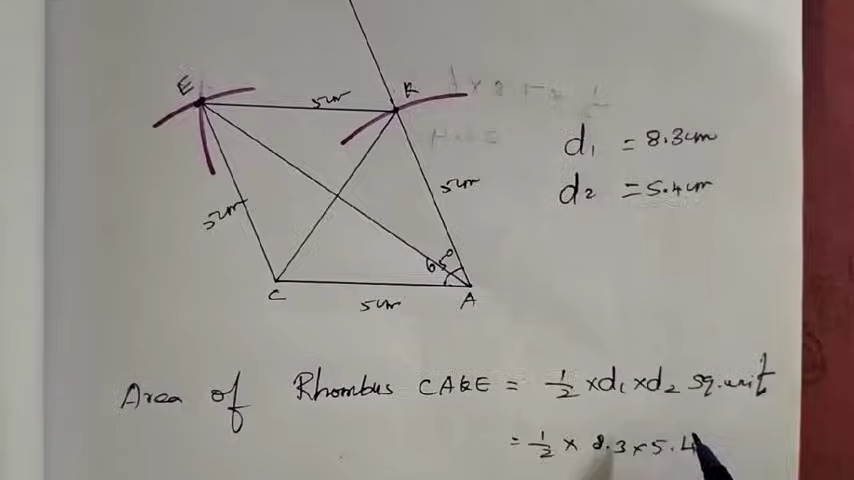 E
5cm
K
d1 = 8.3cm
d2 = 5.4cm
5cm
5cm
65°
C
5cm
A
Area of Rhombus CAKE = 1/2 × d1 × d2 sq.unit
= 1/2 × 8.3 × 5.4